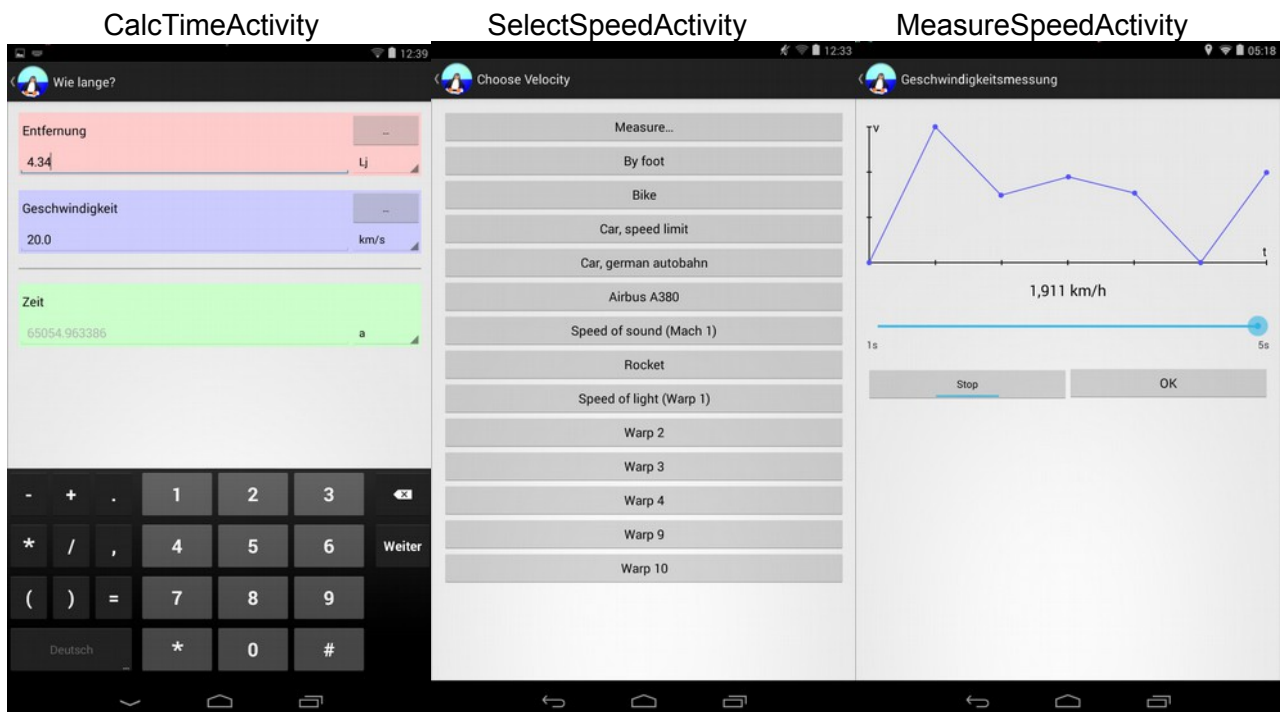 CalcTimeActivity
SelectSpeedActivity
MeasureSpeedActivity
12:39
Wie lange?
Entfernung
...
4.34
Lj
Geschwindigkeit
...
20.0
km/s
Zeit
65054.963386
a
- + . 1 2 3
* / , 4 5 6 Weiter
( ) = 7 8 9
Deutsch ... * 0 #
12:33
Choose Velocity
Measure...
By foot
Bike
Car, speed limit
Car, german autobahn
Airbus A380
Speed of sound (Mach 1)
Rocket
Speed of light (Warp 1)
Warp 2
Warp 3
Warp 4
Warp 9
Warp 10
05:18
Geschwindigkeitsmessung
v
t
1,911 km/h
1s
5s
Stop
OK